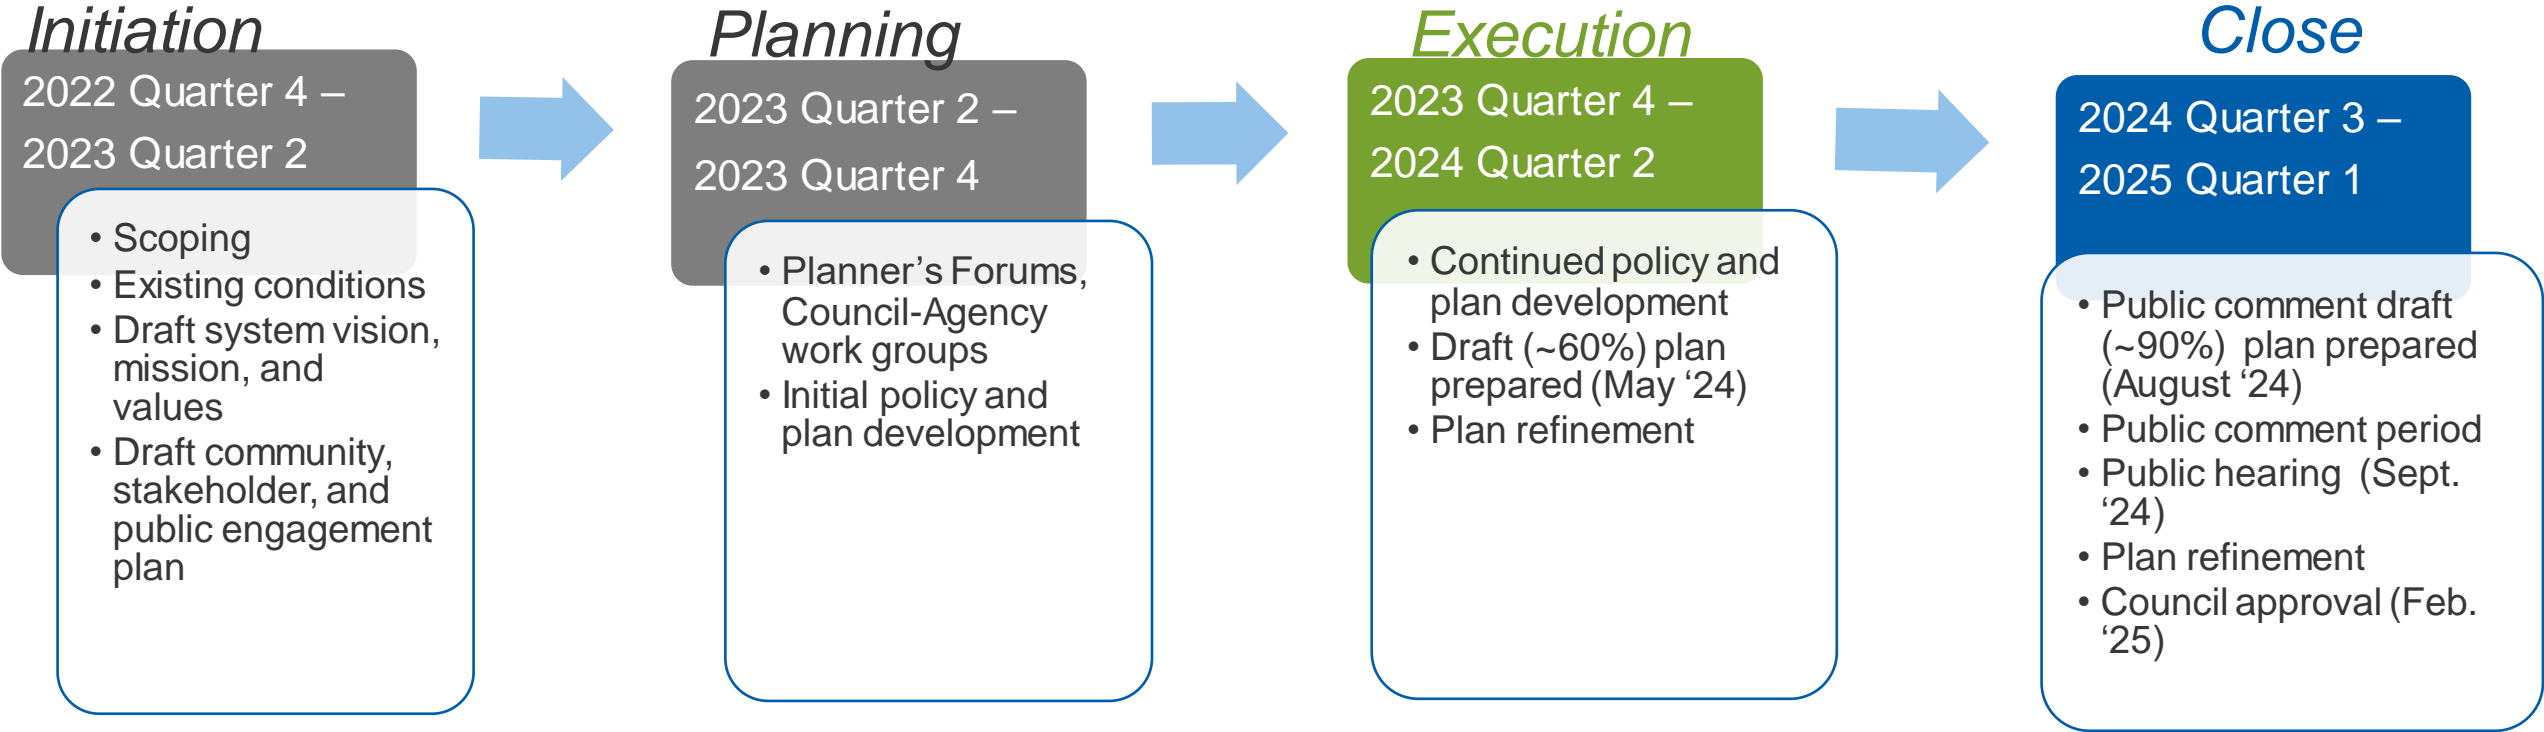 Initiation
2022 Quarter 4 –
2023 Quarter 2
• Scoping
• Existing conditions
• Draft system vision,
mission, and
values
• Draft community,
stakeholder, and
public engagement
plan
Planning
2023 Quarter 2 –
2023 Quarter 4
• Planner’s Forums,
Council-Agency
work groups
• Initial policy and
plan development
Execution
2023 Quarter 4 –
2024 Quarter 2
• Continued policy and
plan development
• Draft (~60%) plan
prepared (May ‘24)
• Plan refinement
Close
2024 Quarter 3 –
2025 Quarter 1
• Public comment draft
(~90%) plan prepared
(August ‘24)
• Public comment period
• Public hearing (Sept.
‘24)
• Plan refinement
• Council approval (Feb.
‘25)